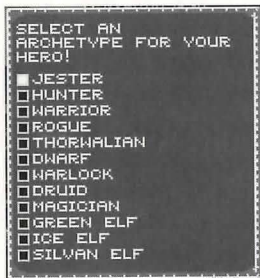 SELECT AN
ARCHETYPE FOR YOUR
HERO!
JESTER
HUNTER
WARRIOR
ROGUE
THORWALIAN
DWARF
WARLOCK
DRUID
MAGICIAN
GREEN ELF
ICE ELF
SILVAN ELF